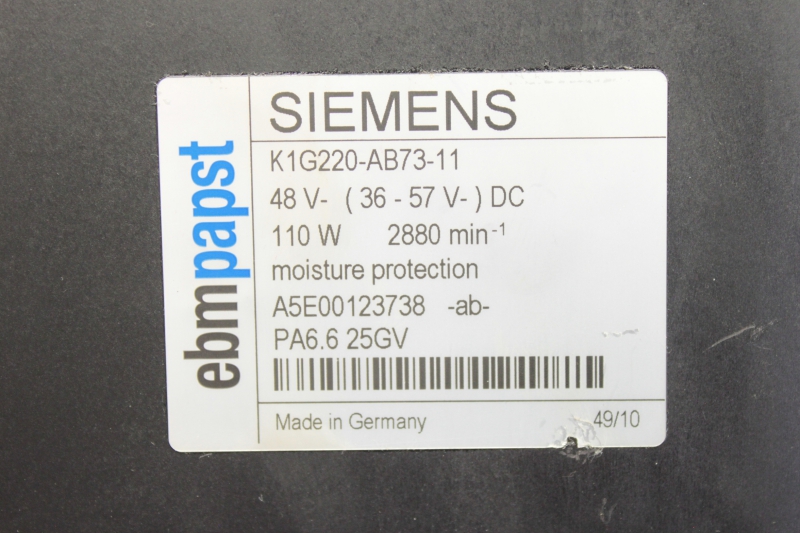 ebmpapst
SIEMENS
K1G220-AB73-11
48 V- ( 36 - 57 V- ) DC
110 W 2880 min-1
moisture protection
A5E00123738 -ab-
PA6.6 25GV
Made in Germany 49/10